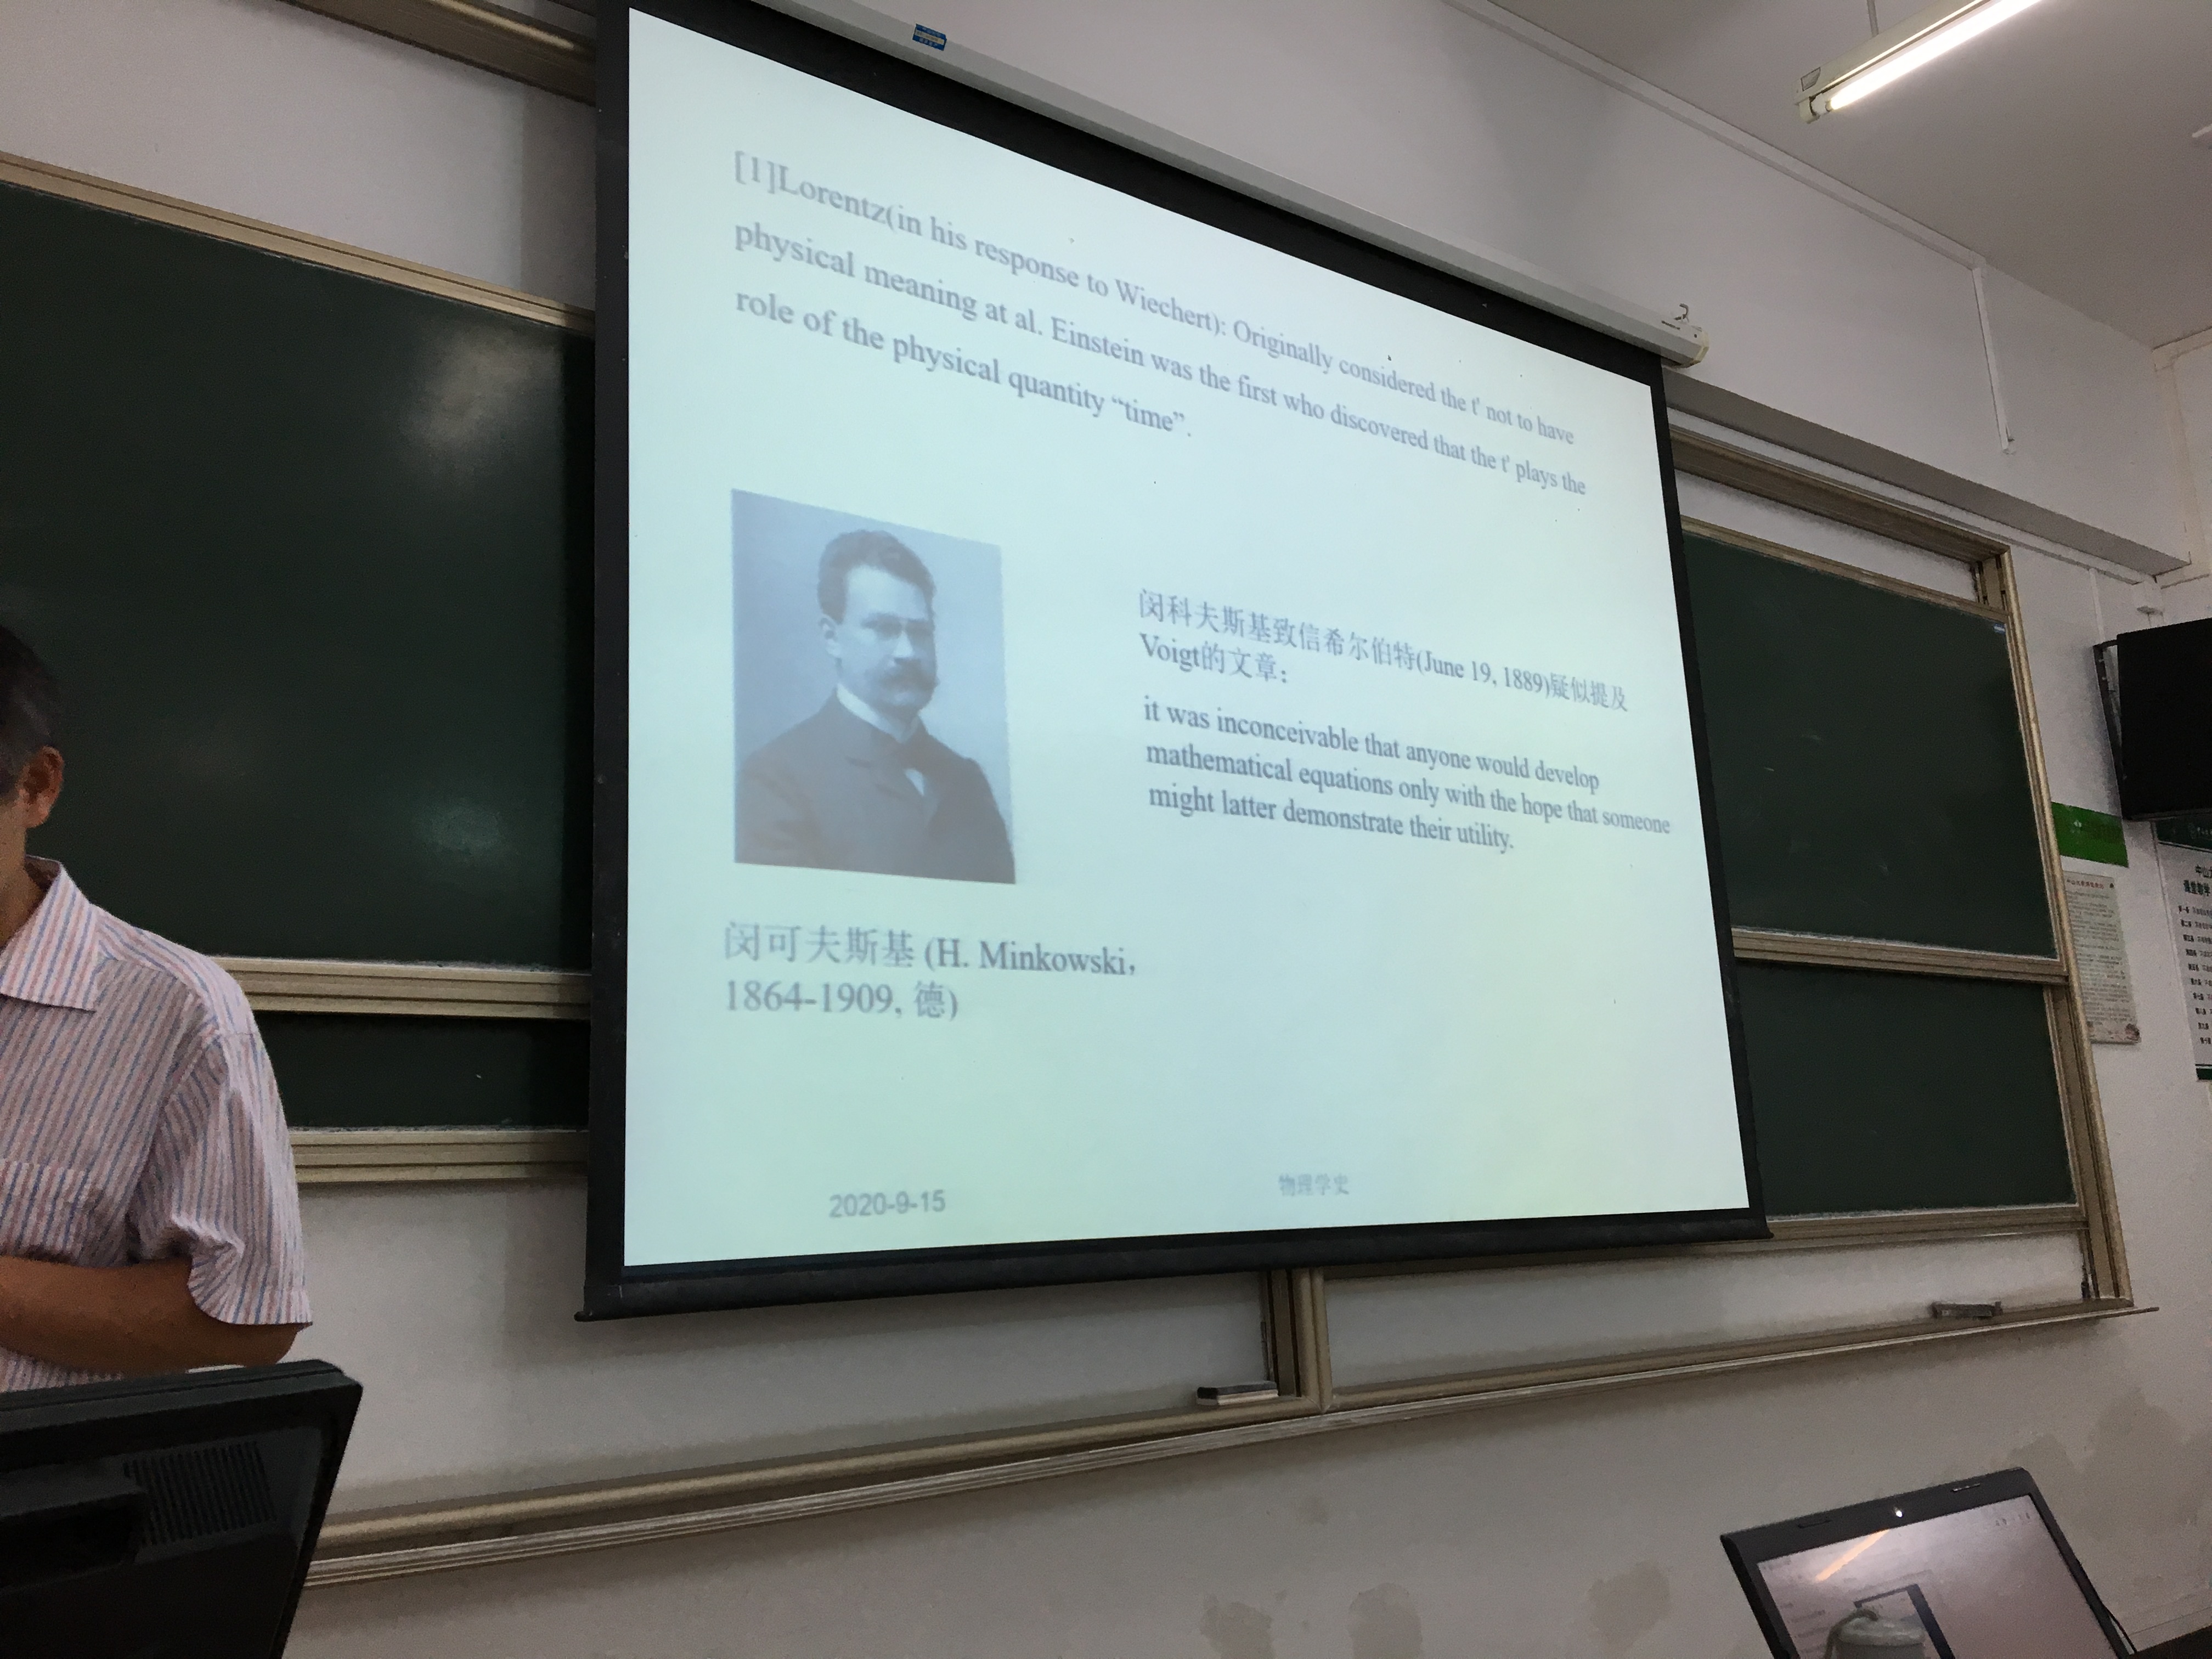 [1]Lorentz(in his response to Wiechert): Originally considered the t' not to have
physical meaning at al. Einstein was the first who discovered that the t' plays the
role of the physical quantity “time”.
闵科夫斯基致信希尔伯特(June 19, 1889)疑似提及
Voigt的文章：
it was inconceivable that anyone would develop
mathematical equations only with the hope that someone
might latter demonstrate their utility.
闵可夫斯基 (H. Minkowski,
1864-1909, 德)
2020-9-15
物理学史